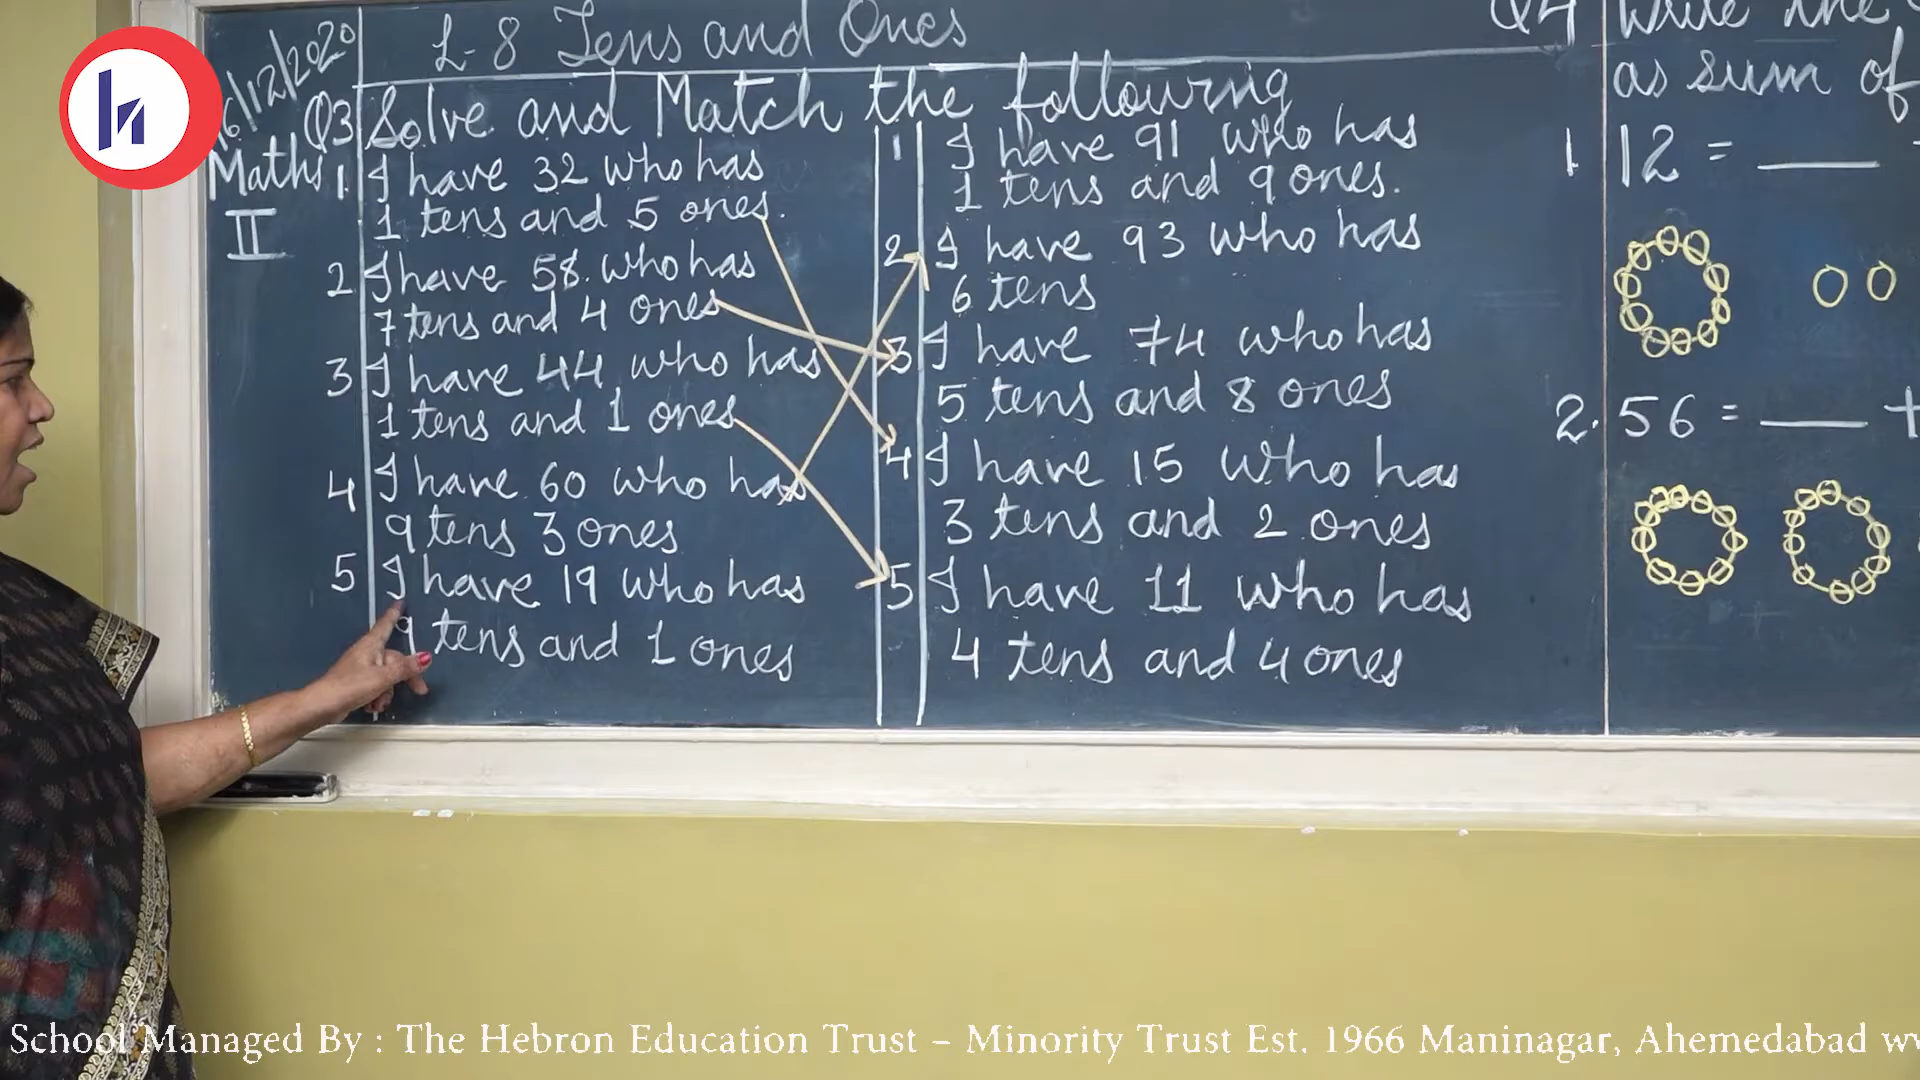 L-8 Tens and Ones
6/12/2020
Maths
II
Q3 Solve and Match the following
1. I have 32 who has
1 tens and 5 ones.
2 I have 58. who has
7 tens and 4 ones
3 I have 44 who has
1 tens and 1 ones
4 I have 60 who has
9 tens 3 ones
5 I have 19 who has
9 tens and 1 ones
1 I have 91 who has
1 tens and 9 ones.
2 I have 93 who has
6 tens
3 I have 74 who has
5 tens and 8 ones
4 I have 15 who has
3 tens and 2 ones
5 I have 11 who has
4 tens and 4 ones
Q4 Write the
as sum of
1 12 = ____
2. 56 = ____ +
School Managed By : The Hebron Education Trust – Minority Trust Est. 1966 Maninagar, Ahemedabad